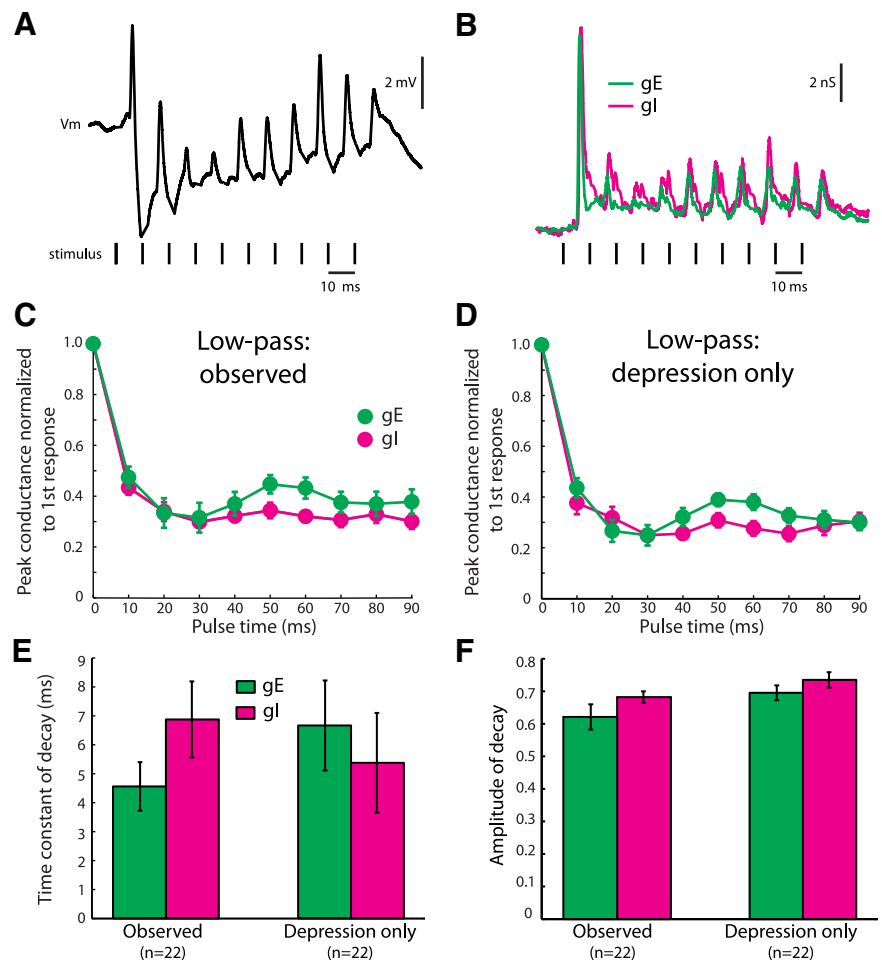 A
2 mV
Vm
stimulus
10 ms
B
gE
gI
2 nS
10 ms
C
Low-pass:
observed
gE
gI
Peak conductance normalized
to 1st response
1.0
0.8
0.6
0.4
0.2
0 10 20 30 40 50 60 70 80 90
Pulse time (ms)
D
Low-pass:
depression only
Peak conductance normalized
to 1st response
1.0
0.8
0.6
0.4
0.2
0 10 20 30 40 50 60 70 80 90
Pulse time (ms)
E
gE
gI
Time constant of decay (ms)
9
8
7
6
5
4
3
2
1
0
Observed Depression only
(n=22) (n=22)
F
Amplitude of decay
0.8
0.7
0.6
0.5
0.4
0.3
0.2
0.1
0
Observed Depression only
(n=22) (n=22)